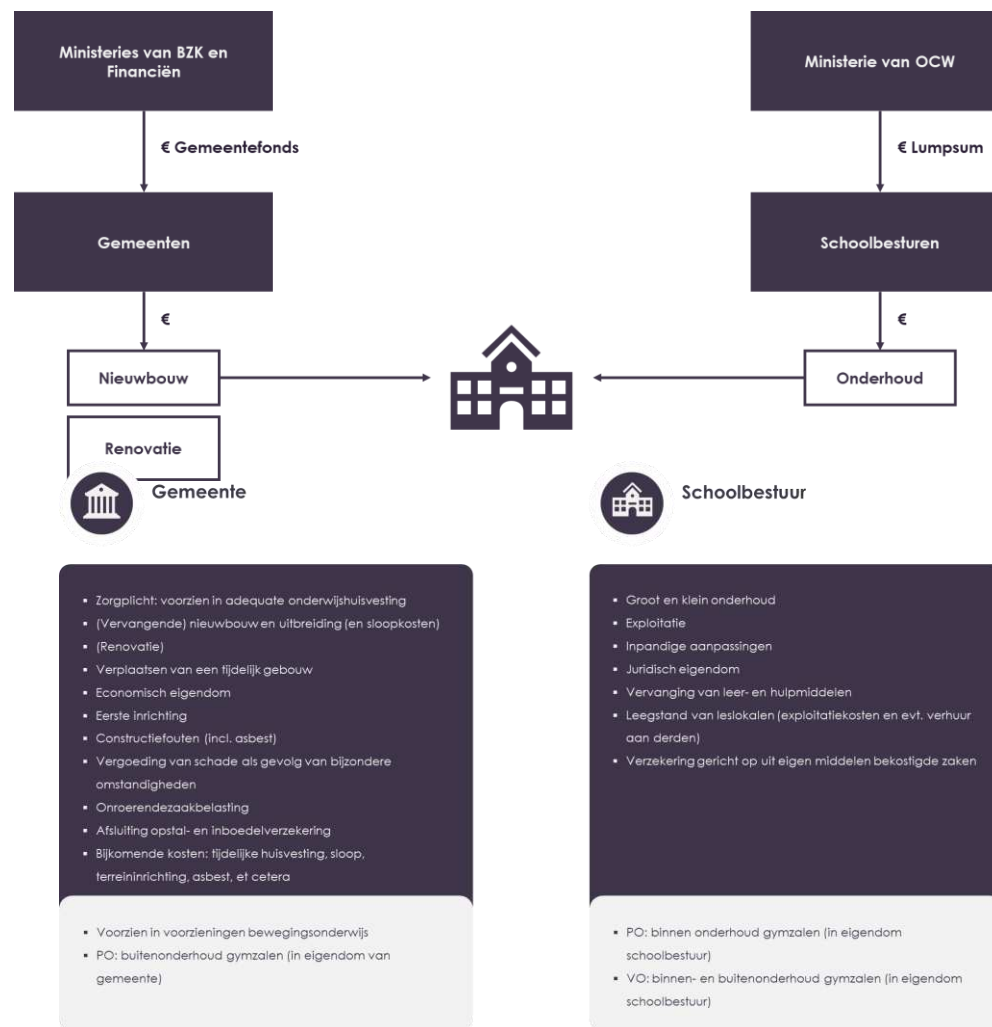 Ministeries van BZK en
Financiën
Ministerie van OCW
€ Gemeentefonds
€ Lumpsum
Gemeenten
Schoolbesturen
€
€
Nieuwbouw
Onderhoud
Renovatie
Gemeente
Schoolbestuur
▪ Zorgplicht: voorzien in adequate onderwijshuisvesting
▪ (Vervangende) nieuwbouw en uitbreiding (en sloopkosten)
▪ (Renovatie)
▪ Verplaatsen van een tijdelijk gebouw
▪ Economisch eigendom
▪ Eerste inrichting
▪ Constructiefouten (incl. asbest)
▪ Vergoeding van schade als gevolg van bijzondere
omstandigheden
▪ Onroerendezaakbelasting
▪ Afsluiting opstal- en inboedelverzekering
▪ Bijkomende kosten: tijdelijke huisvesting, sloop,
terreininrichting, asbest, et cetera
▪ Voorzien in voorzieningen bewegingsonderwijs
▪ PO: buitenonderhoud gymzalen (in eigendom van
gemeente)
▪ Groot en klein onderhoud
▪ Exploitatie
▪ Inpandige aanpassingen
▪ Juridisch eigendom
▪ Vervanging van leer- en hulpmiddelen
▪ Leegstand van leslokalen (exploitatiekosten en evt. verhuur
aan derden)
▪ Verzekering gericht op uit eigen middelen bekostigde zaken
▪ PO: binnen onderhoud gymzalen (in eigendom
schoolbestuur)
▪ VO: binnen- en buitenonderhoud gymzalen (in eigendom
schoolbestuur)